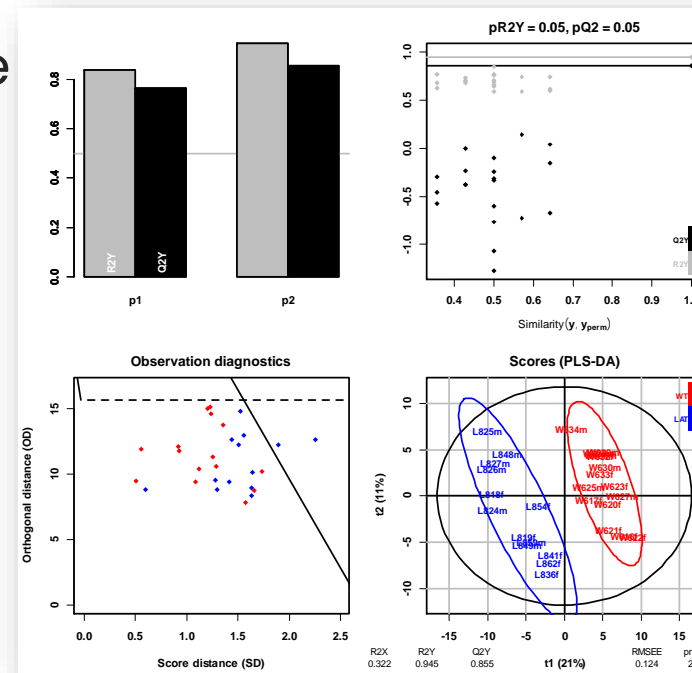 e
pR2Y = 0.05, pQ2 = 0.05
0.0 0.2 0.4 0.6 0.8
R2Y
Q2Y
p1 p2
1.0 0.5 0.0 -0.5 -1.0
Q2Y
R2Y
0.4 0.5 0.6 0.7 0.8 0.9
Similarity(y, yperm)
Observation diagnostics
Orthogonal distance (OD)
0 5 10 15
0.0 0.5 1.0 1.5 2.0 2.5
Score distance (SD)
Scores (PLS-DA)
t2 (11%)
10 5 0 -5 -10
WT
LAT
L825m
W634m
L848m
L827m
L826m
W630m
W633f
L818f
W625m
W623f
W617f
W627m
L854f
W620f
L824m
W621f
L819f
L849m
L841f
L862f
L836f
-15 -10 -5 0 5 10 15
t1 (21%)
R2X R2Y Q2Y RMSEE
0.322 0.945 0.855 0.124